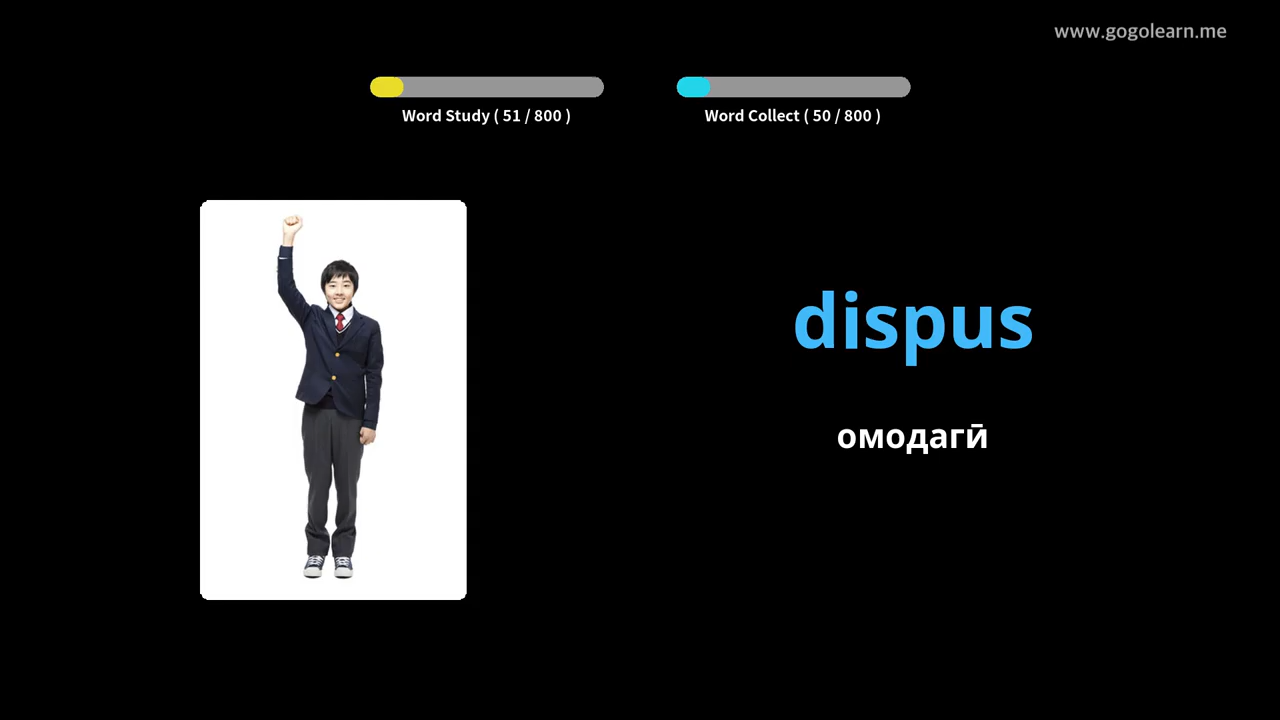 www.gogolearn.me
Word Study ( 51 / 800 )
Word Collect ( 50 / 800 )
dispus
омодагӣ